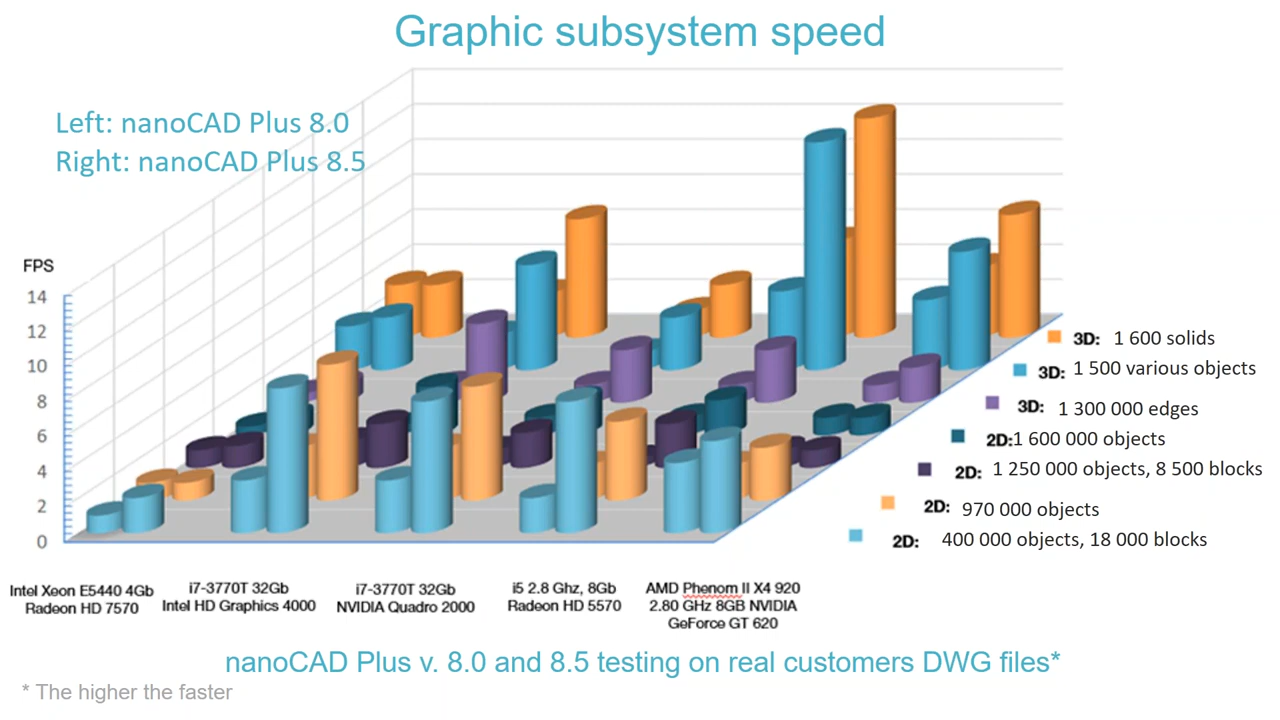 Graphic subsystem speed
Left: nanoCAD Plus 8.0
Right: nanoCAD Plus 8.5
FPS
14
12
10
8
6
4
2
0
3D: 1 600 solids
3D: 1 500 various objects
3D: 1 300 000 edges
2D:1 600 000 objects
2D: 1 250 000 objects, 8 500 blocks
2D: 970 000 objects
2D: 400 000 objects, 18 000 blocks
Intel Xeon E5440 4Gb
Radeon HD 7570
i7-3770T 32Gb
Intel HD Graphics 4000
i7-3770T 32Gb
NVIDIA Quadro 2000
i5 2.8 Ghz, 8Gb
Radeon HD 5570
AMD Phenom II X4 920
2.80 GHz 8GB NVIDIA
GeForce GT 620
nanoCAD Plus v. 8.0 and 8.5 testing on real customers DWG files*
* The higher the faster